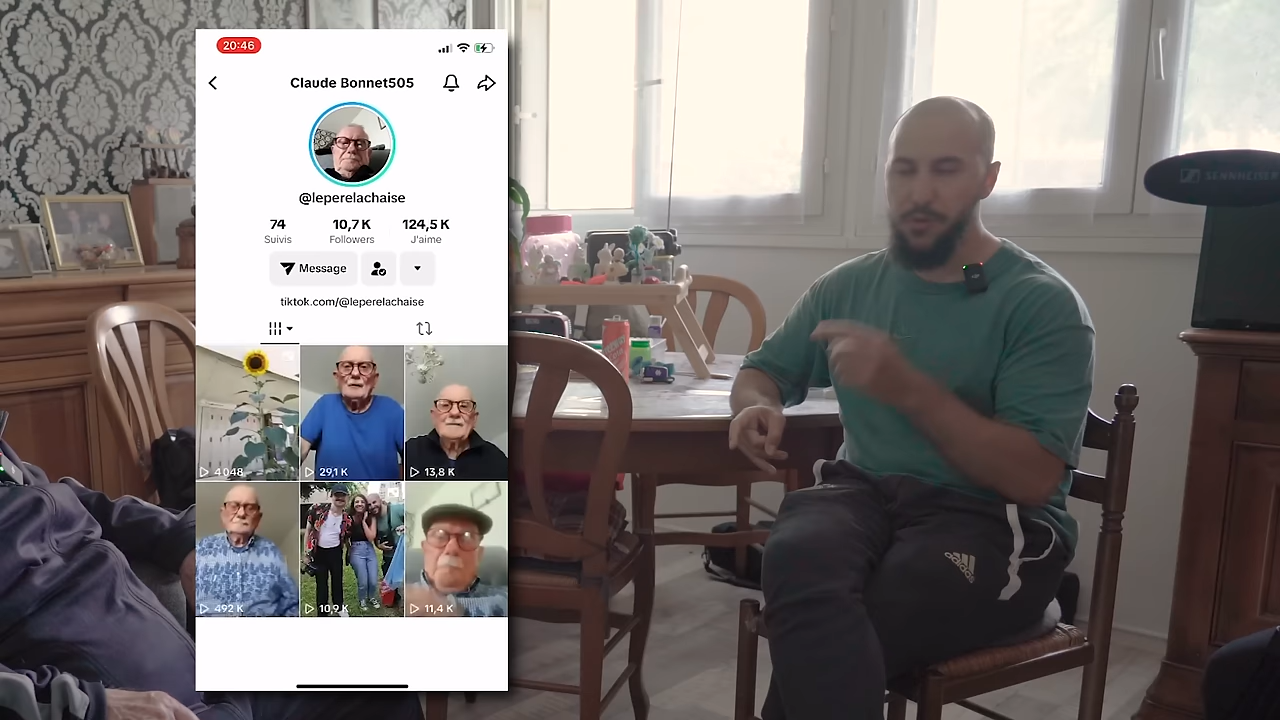 20:46
Claude Bonnet505
@leperelachaise
74 10,7 K 124,5 K
Suivis Followers J'aime
Message
tiktok.com/@leperelachaise
4 048 29,1 K 13,8 K
492 K 10,9 K 11,4 K
SENNHEISER
adidas